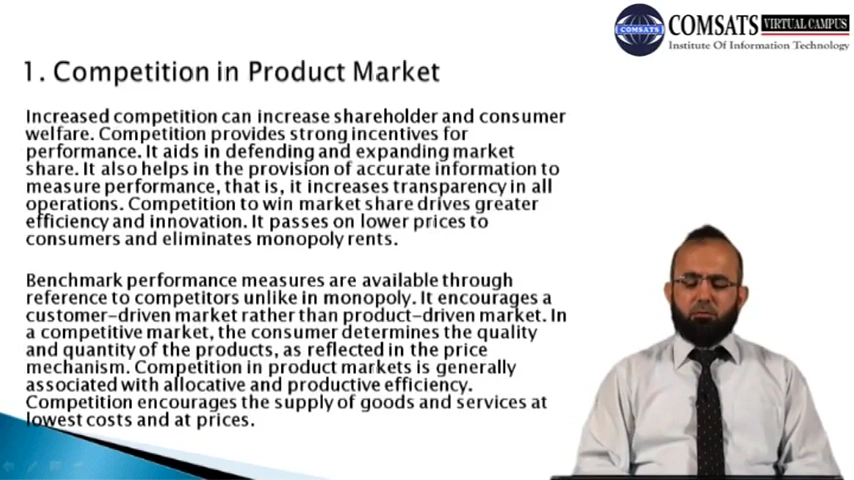 COMSATS VIRTUAL CAMPUS
COMSATS
Institute Of Information Technology
1. Competition in Product Market
Increased competition can increase shareholder and consumer
welfare. Competition provides strong incentives for
performance. It aids in defending and expanding market
share. It also helps in the provision of accurate information to
measure performance, that is, it increases transparency in all
operations. Competition to win market share drives greater
efficiency and innovation. It passes on lower prices to
consumers and eliminates monopoly rents.
Benchmark performance measures are available through
reference to competitors unlike in monopoly. It encourages a
customer-driven market rather than product-driven market. In
a competitive market, the consumer determines the quality
and quantity of the products, as reflected in the price
mechanism. Competition in product markets is generally
associated with allocative and productive efficiency.
Competition encourages the supply of goods and services at
lowest costs and at prices.